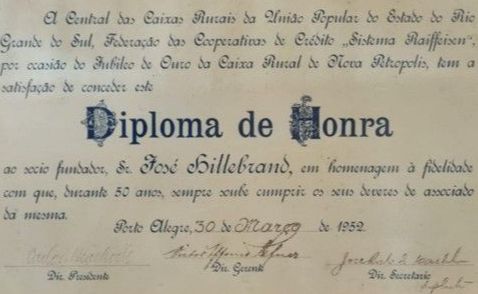 A Central das Caixas Rurais da União Popular do Estado do Rio
Grande do Sul, Federação das Cooperativas de Crédito „Sistema Raiffeisen“,
por ocasião do Jubileo de Ouro da Caixa Rural de Nova Petropolis, tem a
satisfação de conceder este
Diploma de Honra
ao socio fundador, Sr. José Hillebrand, em homenagem à fidelidade
com que, durante 50 anos, sempre soube cumprir os seus deveres de associado
da mesma.
Porto Alegre, 30 de Março de 1952
Dir. Presidente Dir. Gerente Dir. Secretario